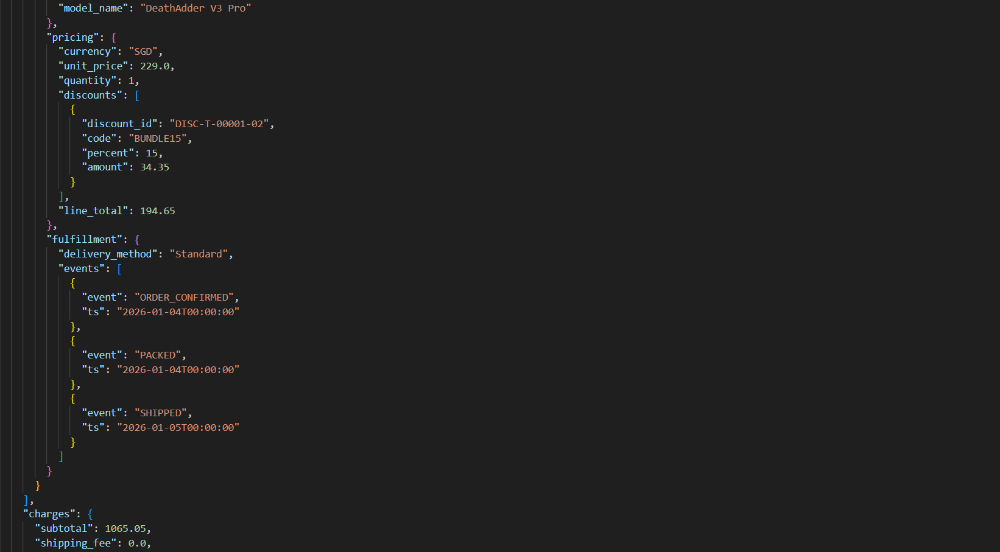 "model_name": "DeathAdder V3 Pro"
},
"pricing": {
"currency": "SGD",
"unit_price": 229.0,
"quantity": 1,
"discounts": [
{
"discount_id": "DISC-T-00001-02",
"code": "BUNDLE15",
"percent": 15,
"amount": 34.35
}
],
"line_total": 194.65
},
"fulfillment": {
"delivery_method": "Standard",
"events": [
{
"event": "ORDER_CONFIRMED",
"ts": "2026-01-04T00:00:00"
},
{
"event": "PACKED",
"ts": "2026-01-04T00:00:00"
},
{
"event": "SHIPPED",
"ts": "2026-01-05T00:00:00"
}
]
}
}
],
"charges": {
"subtotal": 1065.05,
"shipping_fee": 0.0,